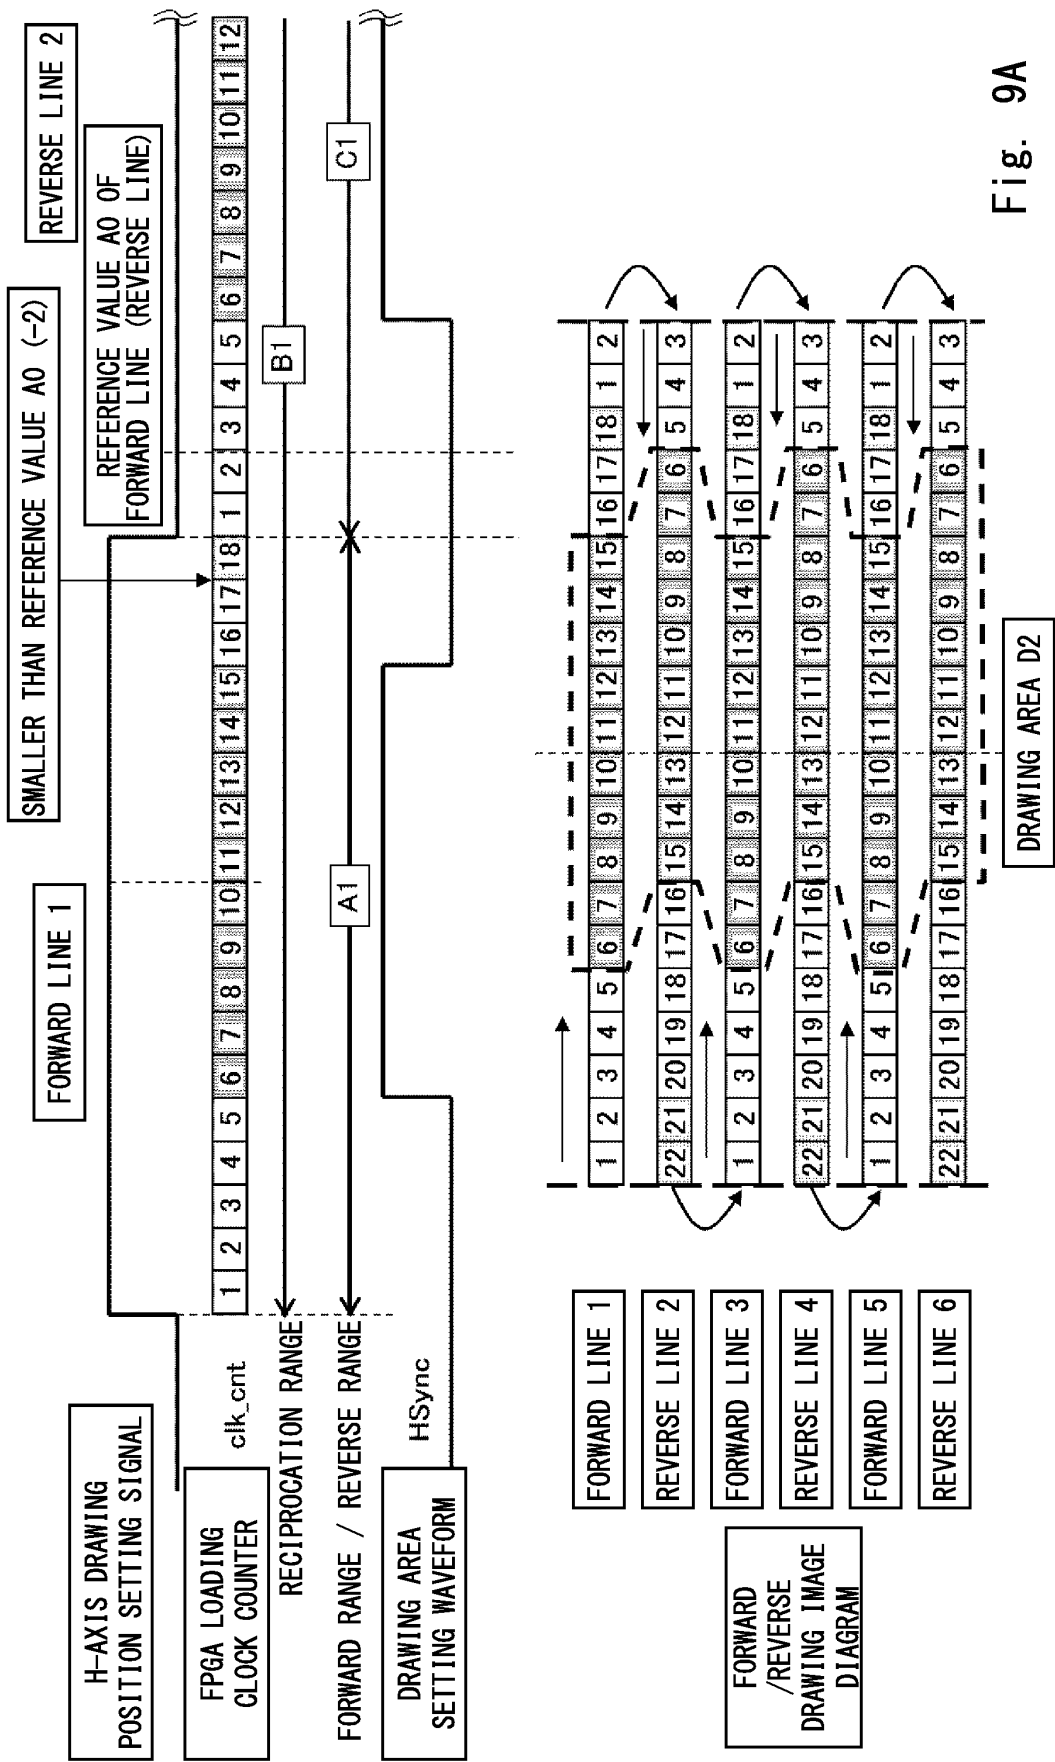 SMALLER THAN REFERENCE VALUE A0 (-2)
REVERSE LINE 2
FORWARD LINE 1
REFERENCE VALUE A0 OF
FORWARD LINE (REVERSE LINE)
H-AXIS DRAWING
POSITION SETTING SIGNAL
FPGA LOADING
CLOCK COUNTER
clk_cnt
1 2 3 4 5 6 7 8 9 10 11 12 13 14 15 16 17 18 1 2 3 4 5 6 7 8 9 10 11 12
RECIPROCATION RANGE
B1
FORWARD RANGE / REVERSE RANGE
A1
C1
DRAWING AREA
SETTING WAVEFORM
HSync
FORWARD
/REVERSE
DRAWING IMAGE
DIAGRAM
FORWARD LINE 1
1 2 3 4 5 6 7 8 9 10 11 12 13 14 15 16 17 18 1 2
REVERSE LINE 2
22 21 20 19 18 17 16 15 14 13 12 11 10 9 8 7 6 5 4 3
FORWARD LINE 3
1 2 3 4 5 6 7 8 9 10 11 12 13 14 15 16 17 18 1 2
REVERSE LINE 4
22 21 20 19 18 17 16 15 14 13 12 11 10 9 8 7 6 5 4 3
FORWARD LINE 5
1 2 3 4 5 6 7 8 9 10 11 12 13 14 15 16 17 18 1 2
REVERSE LINE 6
22 21 20 19 18 17 16 15 14 13 12 11 10 9 8 7 6 5 4 3
DRAWING AREA D2
Fig. 9A